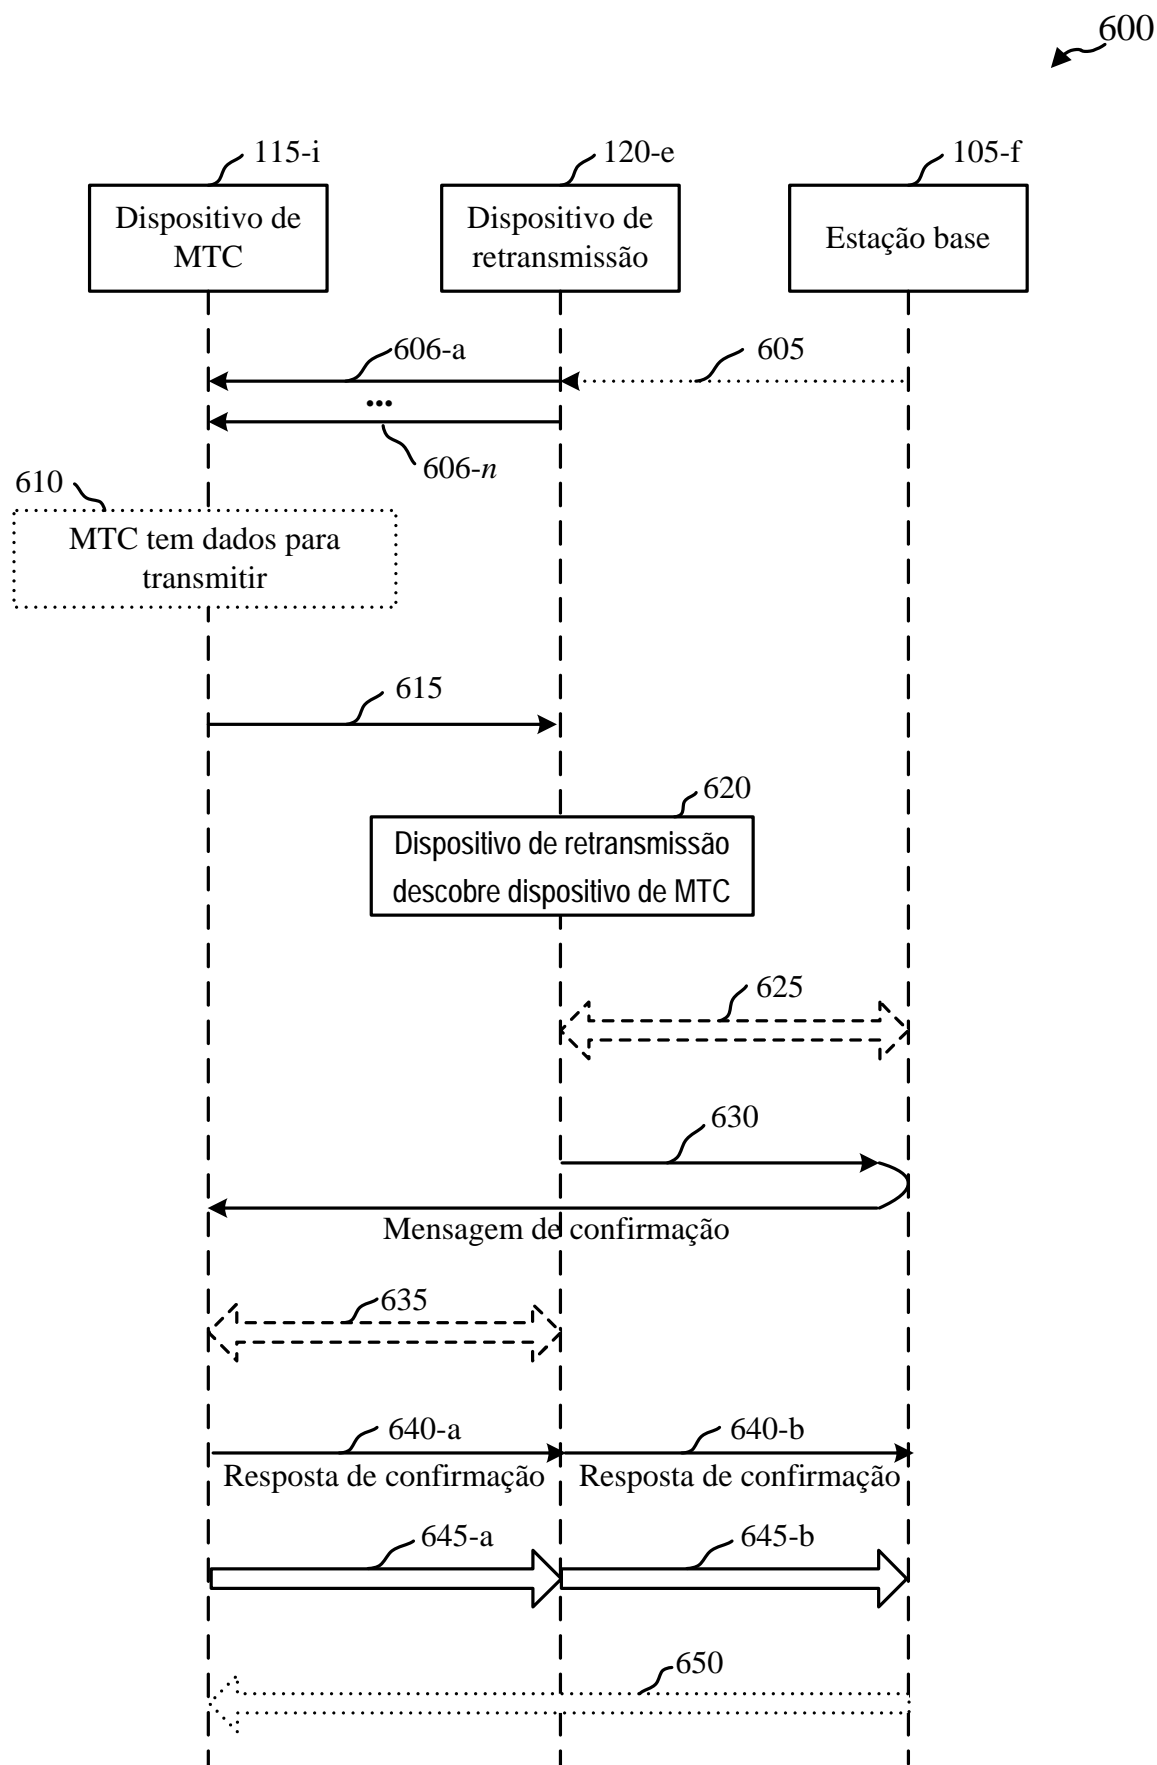 600
115-i
120-e
105-f
Dispositivo de
MTC
Dispositivo de
retransmissão
Estação base
606-a
605
...
606-n
610
MTC tem dados para
transmitir
615
620
Dispositivo de retransmissão
descobre dispositivo de MTC
625
630
Mensagem de confirmação
635
640-a
640-b
Resposta de confirmação
Resposta de confirmação
645-a
645-b
650